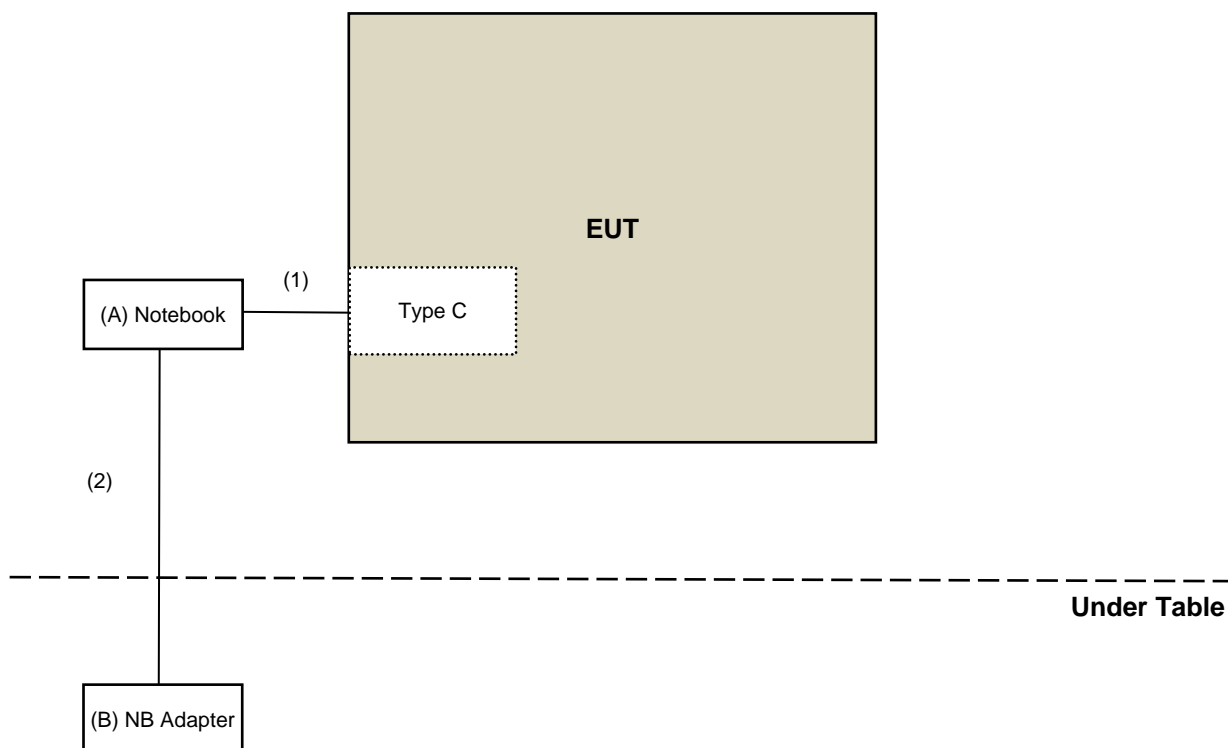 EUT
(1)
(A) Notebook
Type C
(2)
Under Table
(B) NB Adapter